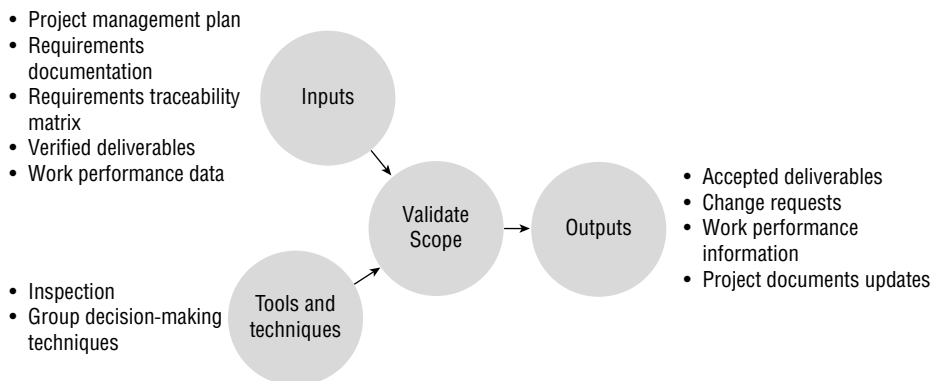 • Project management plan
• Requirements
documentation
• Requirements traceability
matrix
• Verified deliverables
• Work performance data
Inputs
Validate
Scope
Outputs
• Accepted deliverables
• Change requests
• Work performance
information
• Project documents updates
• Inspection
• Group decision-making
techniques
Tools and
techniques